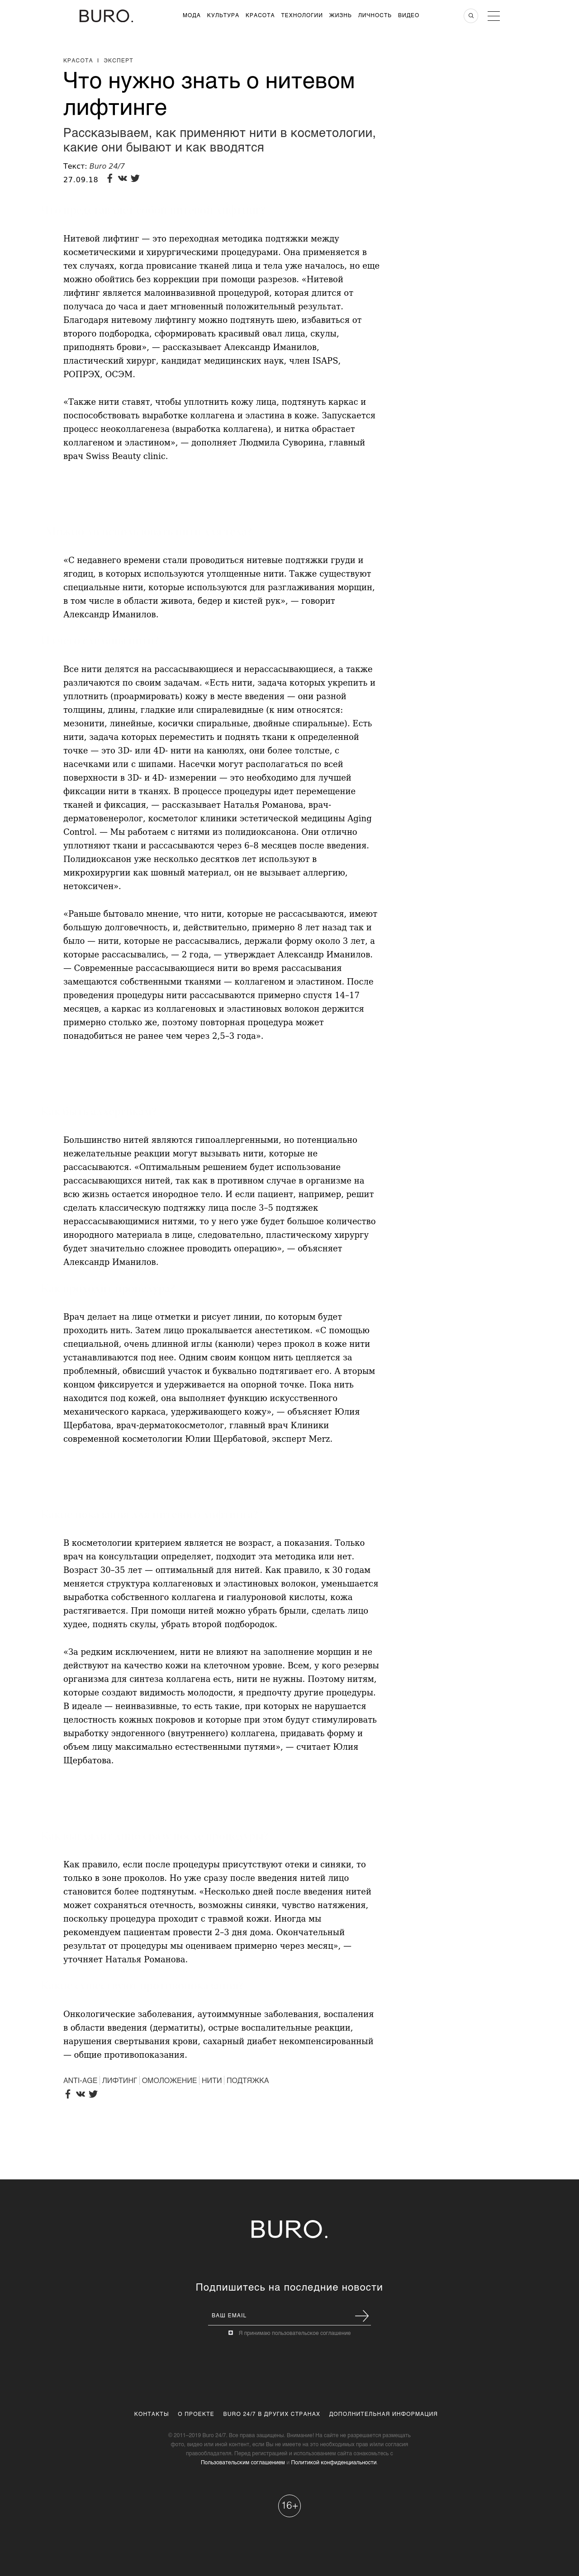 BURO.
МОДА КУЛЬТУРА КРАСОТА ТЕХНОЛОГИИ ЖИЗНЬ ЛИЧНОСТЬ ВИДЕО
КРАСОТА | ЭКСПЕРТ
Что нужно знать о нитевом
лифтинге
Рассказываем, как применяют нити в косметологии,
какие они бывают и как вводятся
Текст: Buro 24/7
27.09.18
Нитевой лифтинг — это переходная методика подтяжки между
косметическими и хирургическими процедурами. Она применяется в
тех случаях, когда провисание тканей лица и тела уже началось, но еще
можно обойтись без коррекции при помощи разрезов. «Нитевой
лифтинг является малоинвазивной процедурой, которая длится от
получаса до часа и дает мгновенный положительный результат.
Благодаря нитевому лифтингу можно подтянуть шею, избавиться от
второго подбородка, сформировать красивый овал лица, скулы,
приподнять брови», — рассказывает Александр Иманилов,
пластический хирург, кандидат медицинских наук, член ISAPS,
РОПРЭХ, ОСЭМ.
«Также нити ставят, чтобы уплотнить кожу лица, подтянуть каркас и
поспособствовать выработке коллагена и эластина в коже. Запускается
процесс неоколлагенеза (выработка коллагена), и нитка обрастает
коллагеном и эластином», — дополняет Людмила Суворина, главный
врач Swiss Beauty clinic.
«С недавнего времени стали проводиться нитевые подтяжки груди и
ягодиц, в которых используются утолщенные нити. Также существуют
специальные нити, которые используются для разглаживания морщин,
в том числе в области живота, бедер и кистей рук», — говорит
Александр Иманилов.
Все нити делятся на рассасывающиеся и нерассасывающиеся, а также
различаются по своим задачам. «Есть нити, задача которых укрепить и
уплотнить (проармировать) кожу в месте введения — они разной
толщины, длины, гладкие или спиралевидные (к ним относятся:
мезонити, линейные, косички спиральные, двойные спиральные). Есть
нити, задача которых переместить и поднять ткани к определенной
точке — это 3D- или 4D- нити на канюлях, они более толстые, с
насечками или с шипами. Насечки могут располагаться по всей
поверхности в 3D- и 4D- измерении — это необходимо для лучшей
фиксации нити в тканях. В процессе процедуры идет перемещение
тканей и фиксация, — рассказывает Наталья Романова, врач-
дерматовенеролог, косметолог клиники эстетической медицины Aging
Control. — Мы работаем с нитями из полидиоксанона. Они отлично
уплотняют ткани и рассасываются через 6–8 месяцев после введения.
Полидиоксанон уже несколько десятков лет используют в
микрохирургии как шовный материал, он не вызывает аллергию,
нетоксичен».
«Раньше бытовало мнение, что нити, которые не рассасываются, имеют
большую долговечность, и, действительно, примерно 8 лет назад так и
было — нити, которые не рассасывались, держали форму около 3 лет, а
которые рассасывались, — 2 года, — утверждает Александр Иманилов.
— Современные рассасывающиеся нити во время рассасывания
замещаются собственными тканями — коллагеном и эластином. После
проведения процедуры нити рассасываются примерно спустя 14–17
месяцев, а каркас из коллагеновых и эластиновых волокон держится
примерно столько же, поэтому повторная процедура может
понадобиться не ранее чем через 2,5–3 года».
Большинство нитей являются гипоаллергенными, но потенциально
нежелательные реакции могут вызывать нити, которые не
рассасываются. «Оптимальным решением будет использование
рассасывающихся нитей, так как в противном случае в организме на
всю жизнь остается инородное тело. И если пациент, например, решит
сделать классическую подтяжку лица после 3–5 подтяжек
нерассасывающимися нитями, то у него уже будет большое количество
инородного материала в лице, следовательно, пластическому хирургу
будет значительно сложнее проводить операцию», — объясняет
Александр Иманилов.
Врач делает на лице отметки и рисует линии, по которым будет
проходить нить. Затем лицо прокалывается анестетиком. «С помощью
специальной, очень длинной иглы (канюли) через прокол в коже нити
устанавливаются под нее. Одним своим концом нить цепляется за
проблемный, обвисший участок и буквально подтягивает его. А вторым
концом фиксируется и удерживается на опорной точке. Пока нить
находится под кожей, она выполняет функцию искусственного
механического каркаса, удерживающего кожу», — объясняет Юлия
Щербатова, врач-дерматокосмотолог, главный врач Клиники
современной косметологии Юлии Щербатовой, эксперт Merz.
В косметологии критерием является не возраст, а показания. Только
врач на консультации определяет, подходит эта методика или нет.
Возраст 30–35 лет — оптимальный для нитей. Как правило, к 30 годам
меняется структура коллагеновых и эластиновых волокон, уменьшается
выработка собственного коллагена и гиалуроновой кислоты, кожа
растягивается. При помощи нитей можно убрать брыли, сделать лицо
худее, поднять скулы, убрать второй подбородок.
«За редким исключением, нити не влияют на заполнение морщин и не
действуют на качество кожи на клеточном уровне. Всем, у кого резервы
организма для синтеза коллагена есть, нити не нужны. Поэтому нитям,
которые создают видимость молодости, я предпочту другие процедуры.
В идеале — неинвазивные, то есть такие, при которых не нарушается
целостность кожных покровов и которые при этом будут стимулировать
выработку эндогенного (внутреннего) коллагена, придавать форму и
объем лицу максимально естественными путями», — считает Юлия
Щербатова.
Как правило, если после процедуры присутствуют отеки и синяки, то
только в зоне проколов. Но уже сразу после введения нитей лицо
становится более подтянутым. «Несколько дней после введения нитей
может сохраняться отечность, возможны синяки, чувство натяжения,
поскольку процедура проходит с травмой кожи. Иногда мы
рекомендуем пациентам провести 2–3 дня дома. Окончательный
результат от процедуры мы оцениваем примерно через месяц», —
уточняет Наталья Романова.
Онкологические заболевания, аутоиммунные заболевания, воспаления
в области введения (дерматиты), острые воспалительные реакции,
нарушения свертывания крови, сахарный диабет некомпенсированный
— общие противопоказания.
ANTI-AGE | ЛИФТИНГ | ОМОЛОЖЕНИЕ | НИТИ | ПОДТЯЖКА
BURO.
Подпишитесь на последние новости
ВАШ EMAIL
Я принимаю пользовательское соглашение
КОНТАКТЫ О ПРОЕКТЕ BURO 24/7 В ДРУГИХ СТРАНАХ ДОПОЛНИТЕЛЬНАЯ ИНФОРМАЦИЯ
© 2011–2019 Buro 24/7. Все права защищены. Внимание! На сайте не разрешается размещать
фото, видео или иной контент, если Вы не имеете на это необходимых прав и/или согласия
правообладателя. Перед регистрацией и использованием сайта ознакомьтесь с
Пользовательским соглашением и Политикой конфиденциальности.
16+